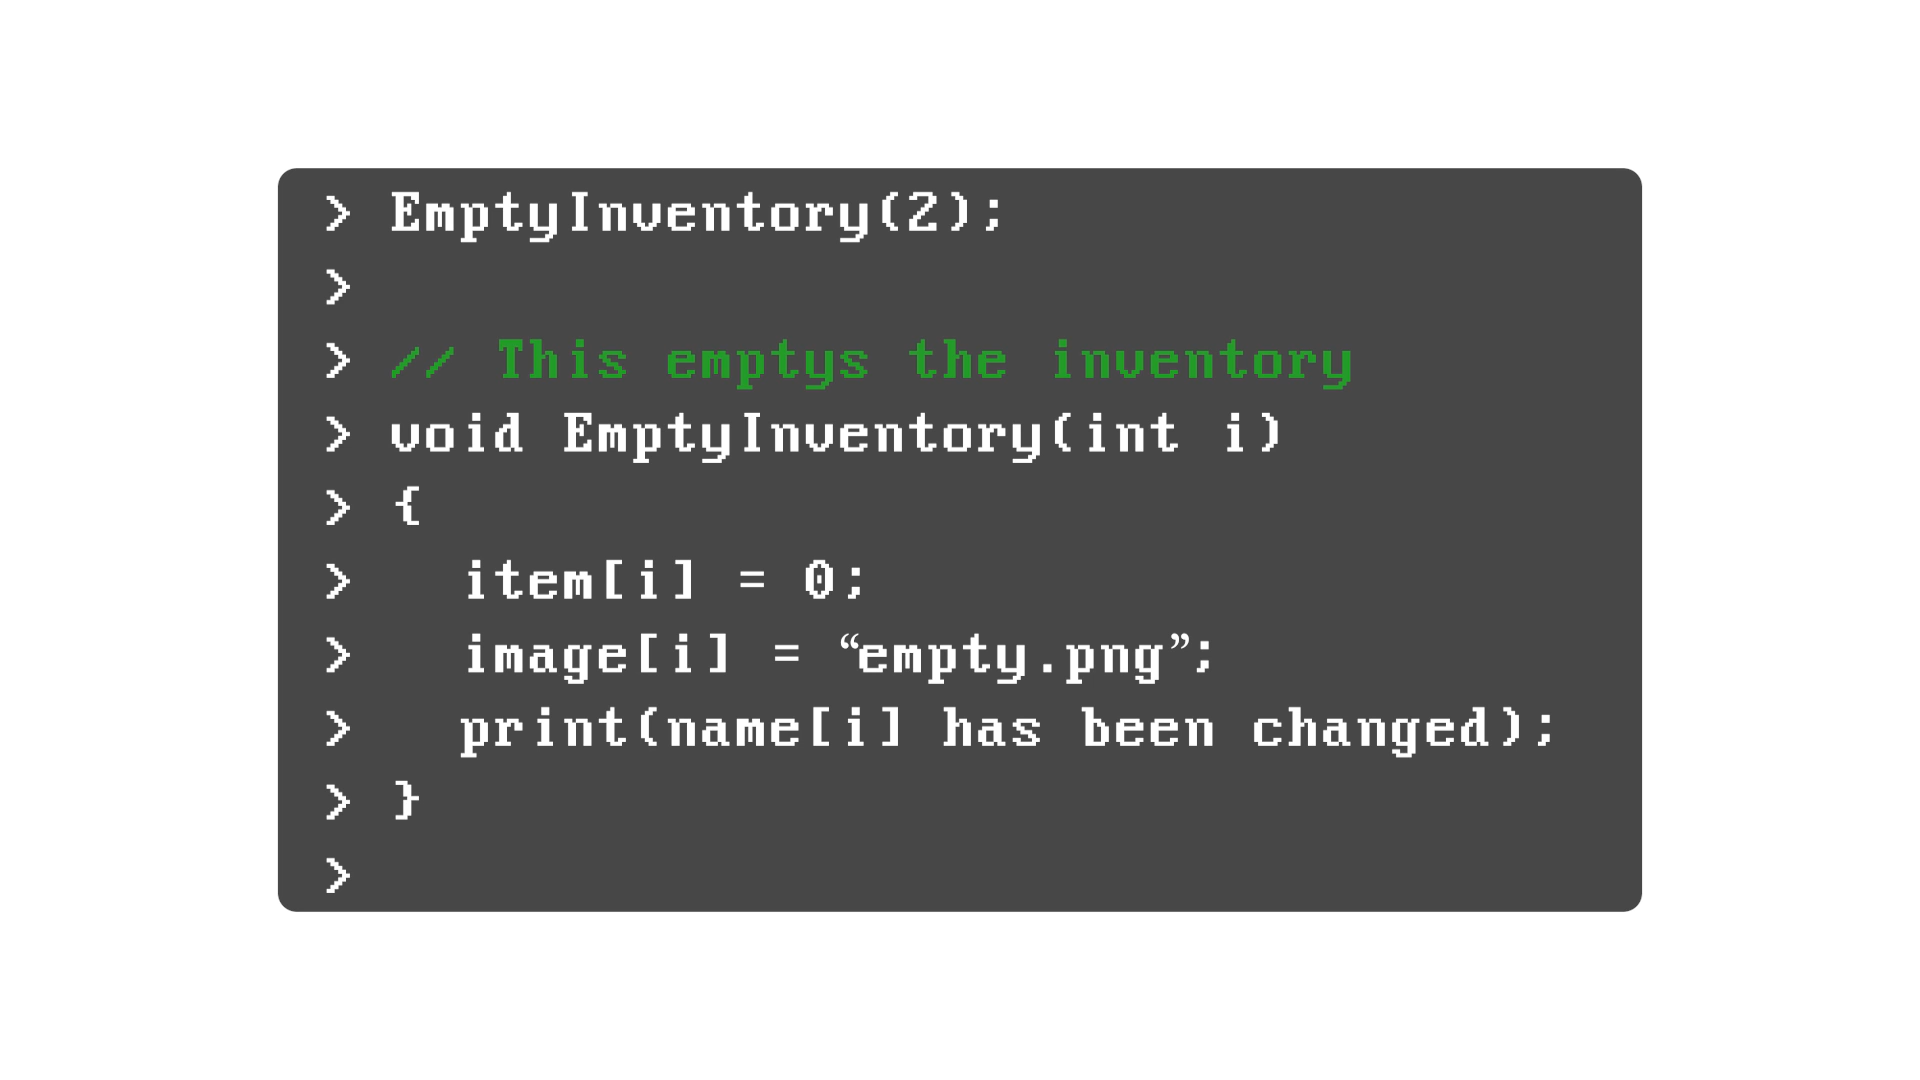 > EmptyInventory(2);
>
> // This emptys the inventory
> void EmptyInventory(int i)
> {
>   item[i] = 0;
>   image[i] = “empty.png”;
>   print(name[i] has been changed);
> }
>